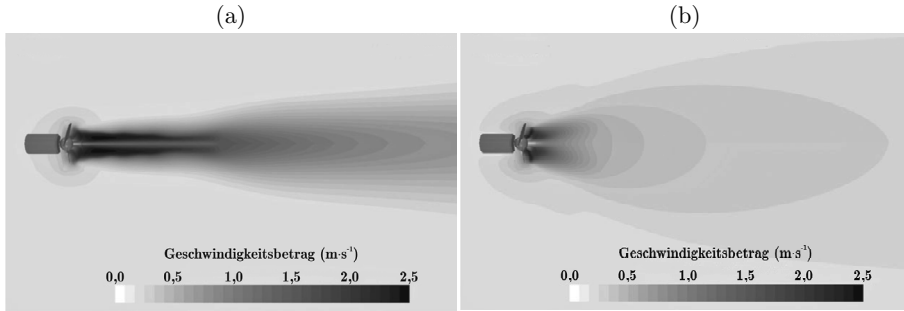 (a)
(b)
Geschwindigkeitsbetrag (m·s⁻¹)
0,0 0,5 1,0 1,5 2,0 2,5
Geschwindigkeitsbetrag (m·s⁻¹)
0,0 0,5 1,0 1,5 2,0 2,5